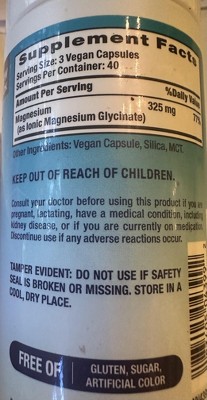 Supplement Facts
Serving Size: 3 Vegan Capsules
Servings Per Container: 40
Amount Per Serving %Daily Value
Magnesium 325 mg 77%
(as Ionic Magnesium Glycinate)
Other Ingredients: Vegan Capsule, Silica, MCT.
KEEP OUT OF REACH OF CHILDREN.
Consult your doctor before using this product if you are
pregnant, lactating, have a medical condition, including
kidney disease, or if you are currently on medication.
Discontinue use if any adverse reactions occur.
TAMPER EVIDENT: DO NOT USE IF SAFETY
SEAL IS BROKEN OR MISSING. STORE IN A
COOL, DRY PLACE.
FREE OF GLUTEN, SUGAR,
ARTIFICIAL COLOR